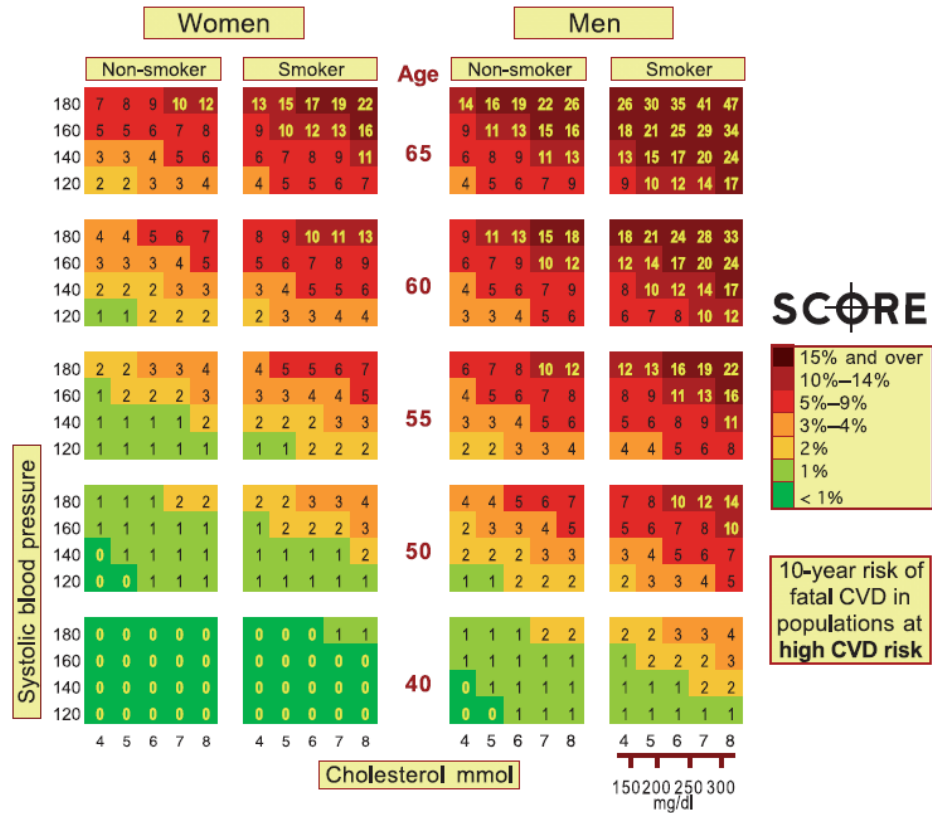 Women Men
Non-smoker Smoker Age Non-smoker Smoker
180 7 8 9 10 12 13 15 17 19 22 14 16 19 22 26 26 30 35 41 47
160 5 5 6 7 8 9 10 12 13 16 9 11 13 15 16 18 21 25 29 34
140 3 3 4 5 6 6 7 8 9 11 65 6 8 9 11 13 13 15 17 20 24
120 2 2 3 3 4 4 5 5 6 7 4 5 6 7 9 9 10 12 14 17
180 4 4 5 6 7 8 9 10 11 13 9 11 13 15 18 18 21 24 28 33
160 3 3 3 4 5 5 6 7 8 9 6 7 9 10 12 12 14 17 20 24
140 2 2 2 3 3 3 4 5 5 6 60 4 5 6 7 9 8 10 12 14 17
120 1 1 2 2 2 2 3 3 4 4 3 3 4 5 6 6 7 8 10 12
180 2 2 3 3 4 4 5 5 6 7 6 7 8 10 12 12 13 16 19 22
160 1 2 2 2 3 3 3 4 4 5 4 5 6 7 8 8 9 11 13 16
140 1 1 1 1 2 2 2 2 3 3 55 3 3 4 5 6 5 6 8 9 11
120 1 1 1 1 1 1 1 2 2 2 2 2 3 3 4 4 4 5 6 8
180 1 1 1 2 2 2 2 3 3 4 4 4 5 6 7 7 8 10 12 14
160 1 1 1 1 1 1 2 2 2 3 2 3 3 4 5 5 6 7 8 10
140 0 1 1 1 1 1 1 1 1 2 50 2 2 2 3 3 3 4 5 6 7
120 0 0 1 1 1 1 1 1 1 1 1 1 2 2 2 2 3 3 4 5
180 0 0 0 0 0 0 0 0 1 1 1 1 1 2 2 2 2 3 3 4
160 0 0 0 0 0 0 0 0 0 0 1 1 1 1 1 1 2 2 2 3
140 0 0 0 0 0 0 0 0 0 0 40 0 1 1 1 1 1 1 1 2 2
120 0 0 0 0 0 0 0 0 0 0 0 0 1 1 1 1 1 1 1 1
4 5 6 7 8 4 5 6 7 8 4 5 6 7 8 4 5 6 7 8
Systolic blood pressure
Cholesterol mmol
150 200 250 300
mg/dl
SCORE
15% and over
10%–14%
5%–9%
3%–4%
2%
1%
< 1%
10-year risk of
fatal CVD in
populations at
high CVD risk